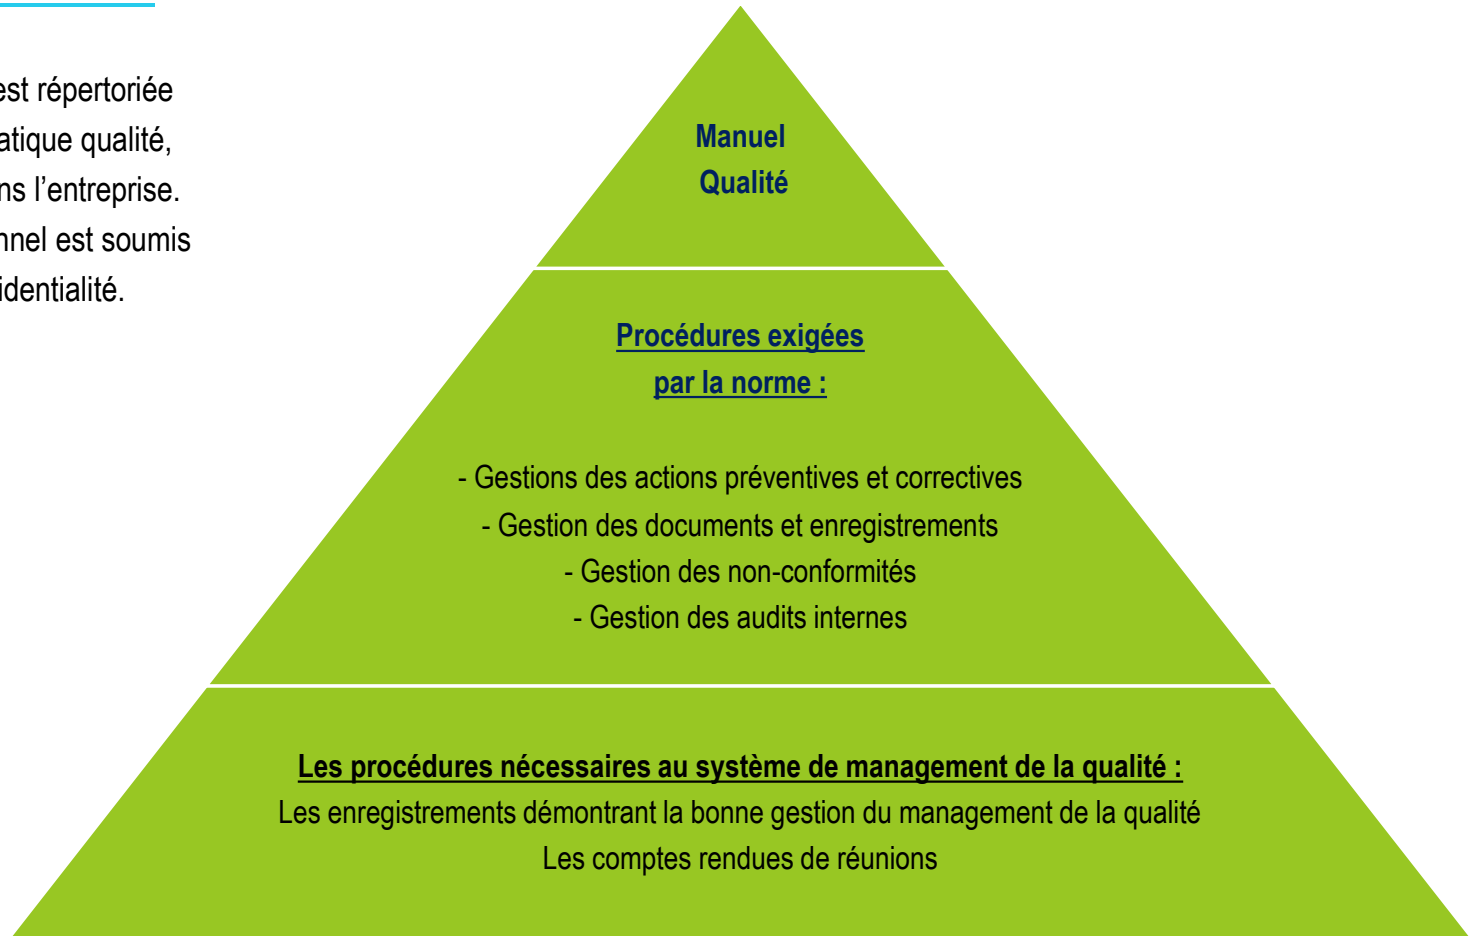 est répertoriée
atique qualité,
ns l’entreprise.
nnel est soumis
identialité.
Manuel
Qualité
Procédures exigées
par la norme :
- Gestions des actions préventives et correctives
- Gestion des documents et enregistrements
- Gestion des non-conformités
- Gestion des audits internes
Les procédures nécessaires au système de management de la qualité :
Les enregistrements démontrant la bonne gestion du management de la qualité
Les comptes rendues de réunions